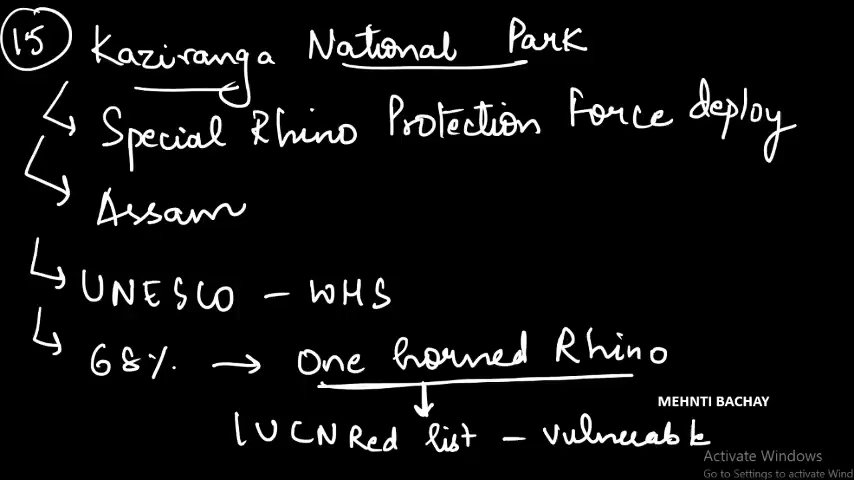 15 Kaziranga National Park
↳ Special Rhino Protection Force deploy
↳ Assam
↳ UNESCO - WHS
↳ 68% → One horned Rhino
MEHNTI BACHAY
IUCN Red list - Vulnerable
Activate Windows
Go to Settings to activate Wind